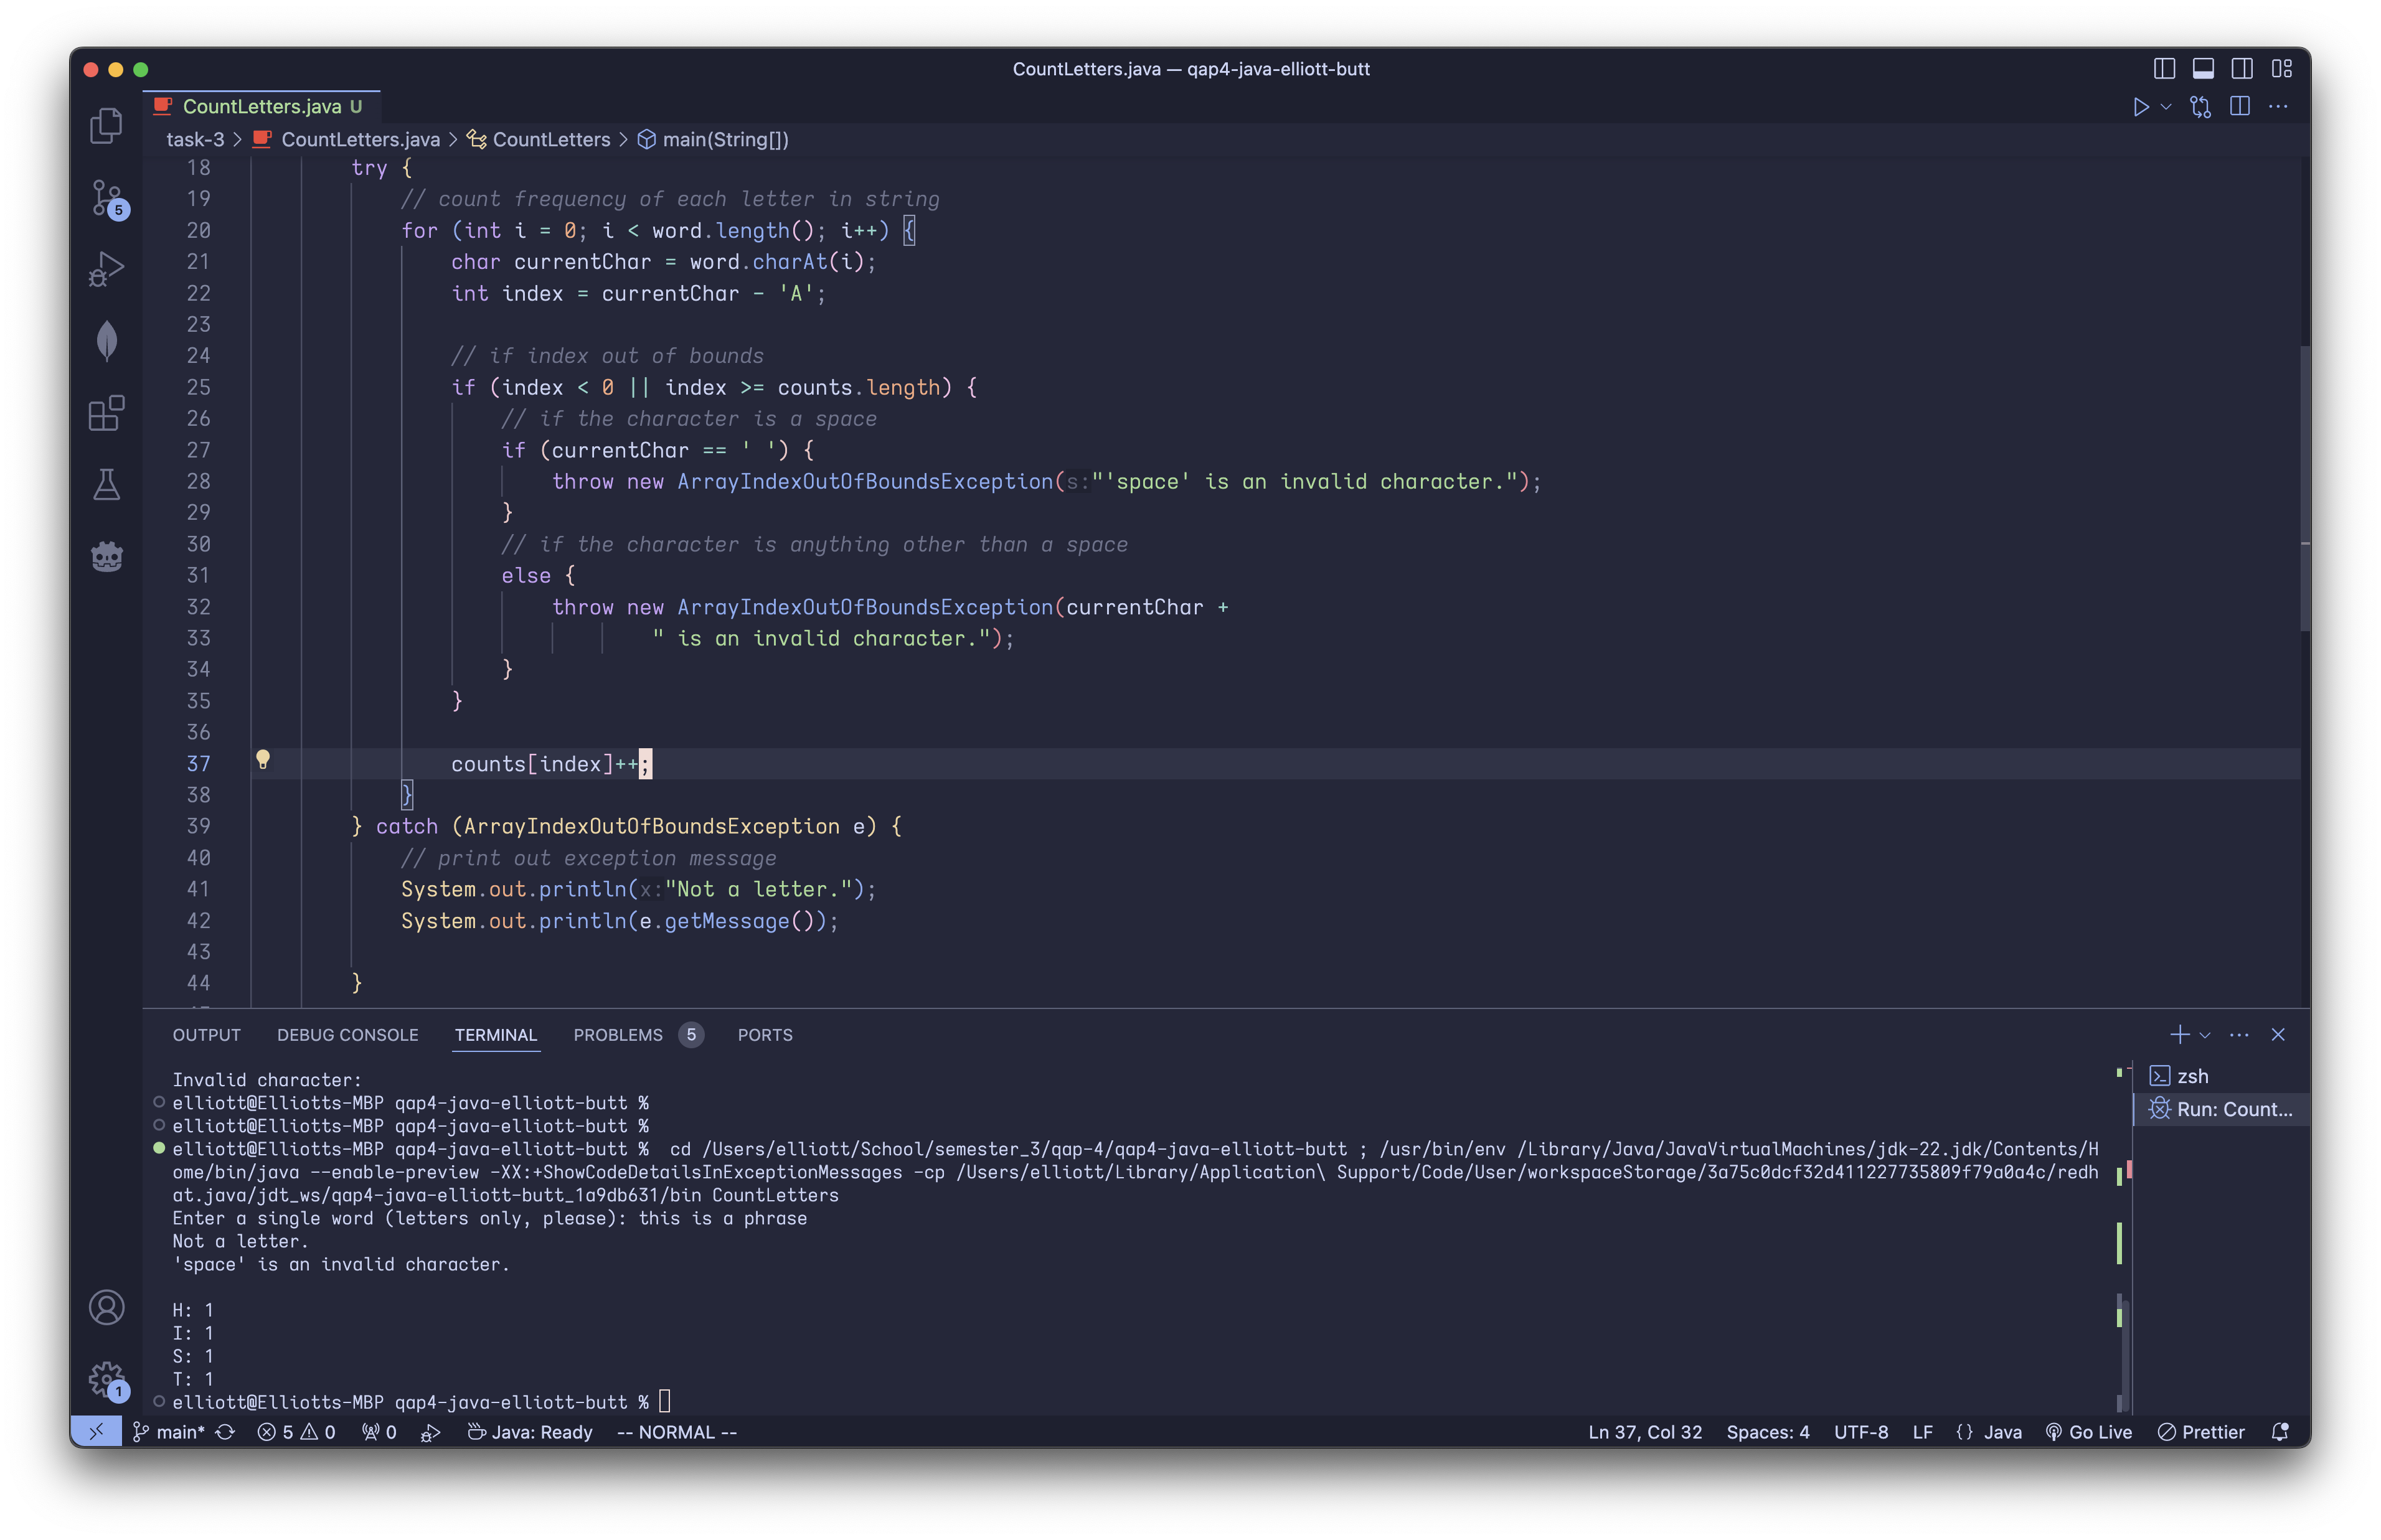 CountLetters.java — qap4-java-elliott-butt
CountLetters.java U
task-3 > CountLetters.java > CountLetters > main(String[])
18 try {
19 // count frequency of each letter in string
20 for (int i = 0; i < word.length(); i++) {
21 char currentChar = word.charAt(i);
22 int index = currentChar - 'A';
23
24 // if index out of bounds
25 if (index < 0 || index >= counts.length) {
26 // if the character is a space
27 if (currentChar == ' ') {
28 throw new ArrayIndexOutOfBoundsException(s:"'space' is an invalid character.");
29 }
30 // if the character is anything other than a space
31 else {
32 throw new ArrayIndexOutOfBoundsException(currentChar +
33 " is an invalid character.");
34 }
35 }
36
37 counts[index]++;
38 }
39 } catch (ArrayIndexOutOfBoundsException e) {
40 // print out exception message
41 System.out.println(x:"Not a letter.");
42 System.out.println(e.getMessage());
43
44 }
5
OUTPUT DEBUG CONSOLE TERMINAL PROBLEMS 5 PORTS
Invalid character:
elliott@Elliotts-MBP qap4-java-elliott-butt %
elliott@Elliotts-MBP qap4-java-elliott-butt %
elliott@Elliotts-MBP qap4-java-elliott-butt % cd /Users/elliott/School/semester_3/qap-4/qap4-java-elliott-butt ; /usr/bin/env /Library/Java/JavaVirtualMachines/jdk-22.jdk/Contents/H
ome/bin/java --enable-preview -XX:+ShowCodeDetailsInExceptionMessages -cp /Users/elliott/Library/Application\ Support/Code/User/workspaceStorage/3a75c0dcf32d411227735809f79a0a4c/redh
at.java/jdt_ws/qap4-java-elliott-butt_1a9db631/bin CountLetters
Enter a single word (letters only, please): this is a phrase
Not a letter.
'space' is an invalid character.
H: 1
I: 1
S: 1
T: 1
elliott@Elliotts-MBP qap4-java-elliott-butt %
zsh
Run: Count...
1
main* 5 0 0 Java: Ready -- NORMAL -- Ln 37, Col 32 Spaces: 4 UTF-8 LF {} Java Go Live Prettier